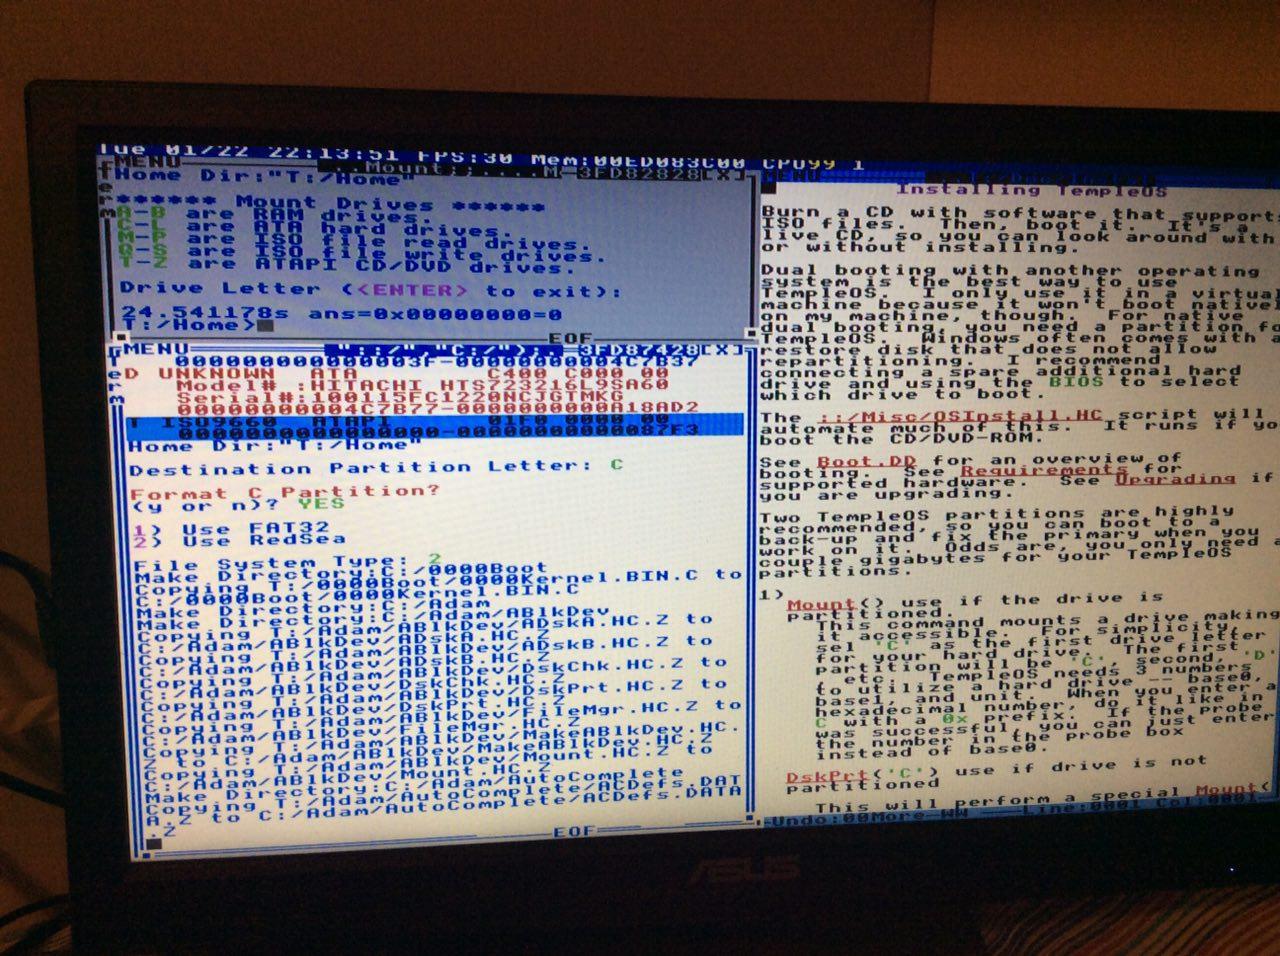 Tue 01/22 22:13:51 FPS:30 Mem:00ED083C00 CPU99 1
MENU ...Mount;;.... M-3FD82828[X]
Home Dir:"T:/Home"
****** Mount Drives ******
A-B are RAM drives.
C-L are ATA hard drives.
M-P are ISO file read drives.
Q-S are ISO file write drives.
T-Z are ATAPI CD/DVD drives.
Drive Letter (<ENTER> to exit):
24.541178s ans=0x00000000=0
T:/Home>
EOF
MENU 3FD87428[X]
000000000000003F-0000000004C7B37
D UNKNOWN ATA C400 C000 00
Model# :HITACHI HTS723216L9SA60
Serial#:100115FC1220NCJGTMKG
0000000004C7B77-00000000A18AD2
T ISO9660 ATAPI 01F0 0000 00
Home Dir:"T:/Home"
Destination Partition Letter: C
Format C Partition?
(y or n)? YES
1) Use FAT32
2) Use RedSea
File System Type: 2
Make Directory:C:/0000Boot
Copying T:/0000Boot/0000Kernel.BIN.C to
C:/0000Boot/0000Kernel.BIN.C
Make Directory:C:/Adam
Make Directory:C:/Adam/ABlkDev
Copying T:/Adam/ABlkDev/ADskA.HC.Z to
C:/Adam/ABlkDev/ADskA.HC.Z
Copying T:/Adam/ABlkDev/ADskB.HC.Z to
C:/Adam/ABlkDev/ADskB.HC.Z
Copying T:/Adam/ABlkDev/DskChk.HC.Z to
C:/Adam/ABlkDev/DskChk.HC.Z
Copying T:/Adam/ABlkDev/DskPrt.HC.Z to
C:/Adam/ABlkDev/DskPrt.HC.Z
Copying T:/Adam/ABlkDev/FileMgr.HC.Z to
C:/Adam/ABlkDev/FileMgr.HC.Z
Copying T:/Adam/ABlkDev/MakeABlkDev.HC.
Z to C:/Adam/ABlkDev/MakeABlkDev.HC.Z
Copying T:/Adam/ABlkDev/Mount.HC.Z to
C:/Adam/ABlkDev/Mount.HC.Z
Make Directory:C:/Adam/AutoComplete
Copying T:/Adam/AutoComplete/ACDefs.DAT
A.Z to C:/Adam/AutoComplete/ACDefs.DATA
.Z
EOF
MENU
Installing TempleOS
Burn a CD with software that supports
ISO files. Then, boot it. It's a
live CD, so you can look around with
or without installing.
Dual booting with another operating
system is the best way to use
TempleOS. I only use it in a virtual
machine because it won't boot native
on my machine, though. For native
dual booting, you need a partition fo
TempleOS. Windows often comes with a
restore disk that does not allow
repartitioning. I recommend
connecting a spare additional hard
drive and using the BIOS to select
which drive to boot.
The ::/Misc/OSInstall.HC script will
automate much of this. It runs if yo
boot the CD/DVD-ROM.
See Boot.DD for an overview of
booting. See Requirements for
supported hardware. See Upgrading if
you are upgrading.
Two TempleOS partitions are highly
recommended, so you can boot to a
back-up and fix the primary when you
work on it. Odds are, you only need a
couple gigabytes for your TempleOS
partitions.
1)
Mount() use if the drive is
partitioned.
This command mounts a drive making
it accessible. For simplicity,
sel 'C' as the first drive letter
for your hard drive. The first
partition will be 'C', second, 'D'
etc. TempleOS needs 3 numbers
to utilize a hard drive -- base0,
base1, and unit. When you enter a
hexadecimal number, do it like in
C with a 0x prefix. If the probe
was successful, you can just enter
the number in the probe box
instead of base0.
DskPrt('C') use if drive is not
partitioned
This will perform a special Mount(
Undo:00More Line:0001 Col:0001
ASUS